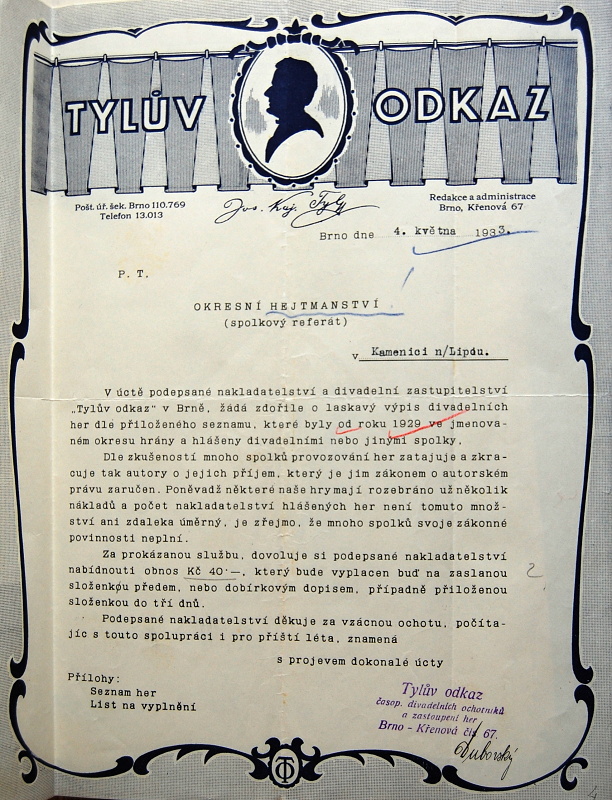 TYLŮV ODKAZ
Pošt. úř. šek. Brno 110.769
Telefon 13.013
Jos. Kaj. Tyl
Redakce a administrace
Brno, Křenová 67
Brno dne 4. května 1933.
P. T.
OKRESNÍ HEJTMANSTVÍ
(spolkový referát)
v Kamenici n/Lipou.
V úctě podepsané nakladatelství a divadelní zastupitelství
„Tylův odkaz" v Brně, žádá zdořile o laskavý výpis divadelních
her dle přiloženého seznamu, které byly od roku 1929 ve jmenova-
ném okresu hrány a hlášeny divadelními nebo jinými spolky.
Dle zkušeností mnoho spolků provozování her zatajuje a zkra-
cuje tak autory o jejich příjem, který je jim zákonem o autorském
právu zaručen. Poněvadž některé naše hry mají rozebráno už několik
nákladů a počet nakladatelství hlášených her není tomuto množ-
ství ani zdaleka úměrný, je zřejmo, že mnoho spolků svoje zákonné
povinnosti neplní.
Za prokázanou službu, dovoluje si podepsané nakladatelství
nabídnouti obnos Kč 40·—, který bude vyplacen buď na zaslanou
složenkou předem, nebo dobírkovým dopisem, případně přiloženou
složenkou do tří dnů.
Podepsané nakladatelství děkuje za vzácnou ochotu, počíta-
jíc s touto spolupráci i pro příští léta, znamená
s projevem dokonalé úcty
Přílohy:
Seznam her
List na vyplnění
Tylův odkaz
časop. divadelních ochotníků
a zastoupení her
Brno - Křenová čís 67.
Dubovský
4